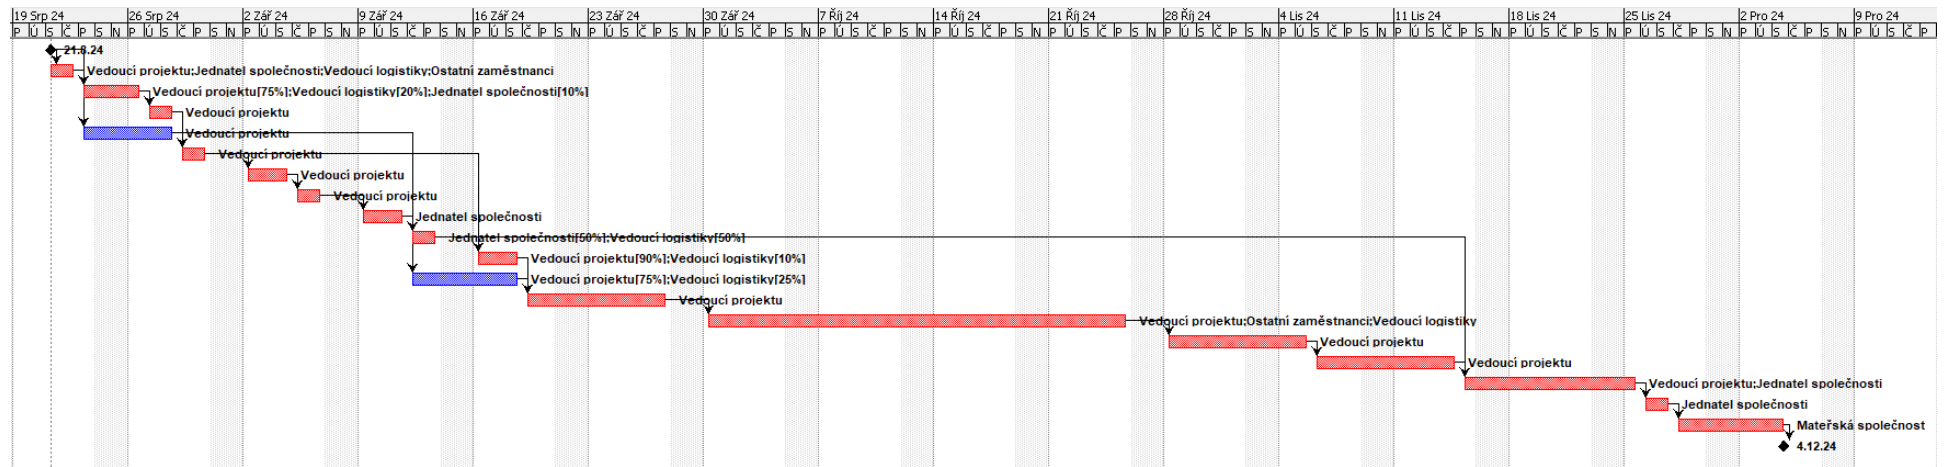 19 Srp 24 26 Srp 24 2 Zář 24 9 Zář 24 16 Zář 24 23 Zář 24 30 Zář 24 7 Říj 24 14 Říj 24 21 Říj 24 28 Říj 24 4 Lis 24 11 Lis 24 18 Lis 24 25 Lis 24 2 Pro 24 9 Pro 24
P Ú S Č P S N P Ú S Č P S N P Ú S Č P S N P Ú S Č P S N P Ú S Č P S N P Ú S Č P S N P Ú S Č P S N P Ú S Č P S N P Ú S Č P S N P Ú S Č P S N P Ú S Č P S N P Ú S Č P S N P Ú S Č P S N P Ú S Č P S N P Ú S Č P S N P Ú S Č P S N P Ú S Č P
21.8.24
Vedoucí projektu;Jednatel společnosti;Vedoucí logistiky;Ostatní zaměstnanci
Vedoucí projektu[75%];Vedoucí logistiky[20%];Jednatel společnosti[10%]
Vedoucí projektu
Vedoucí projektu
Vedoucí projektu
Vedoucí projektu
Vedoucí projektu
Jednatel společnosti
Jednatel společnosti[50%];Vedoucí logistiky[50%]
Vedoucí projektu[90%];Vedoucí logistiky[10%]
Vedoucí projektu[75%];Vedoucí logistiky[25%]
Vedoucí projektu
Vedoucí projektu;Ostatní zaměstnanci;Vedoucí logistiky
Vedoucí projektu
Vedoucí projektu
Vedoucí projektu;Jednatel společnosti
Jednatel společnosti
Mateřská společnost
4.12.24